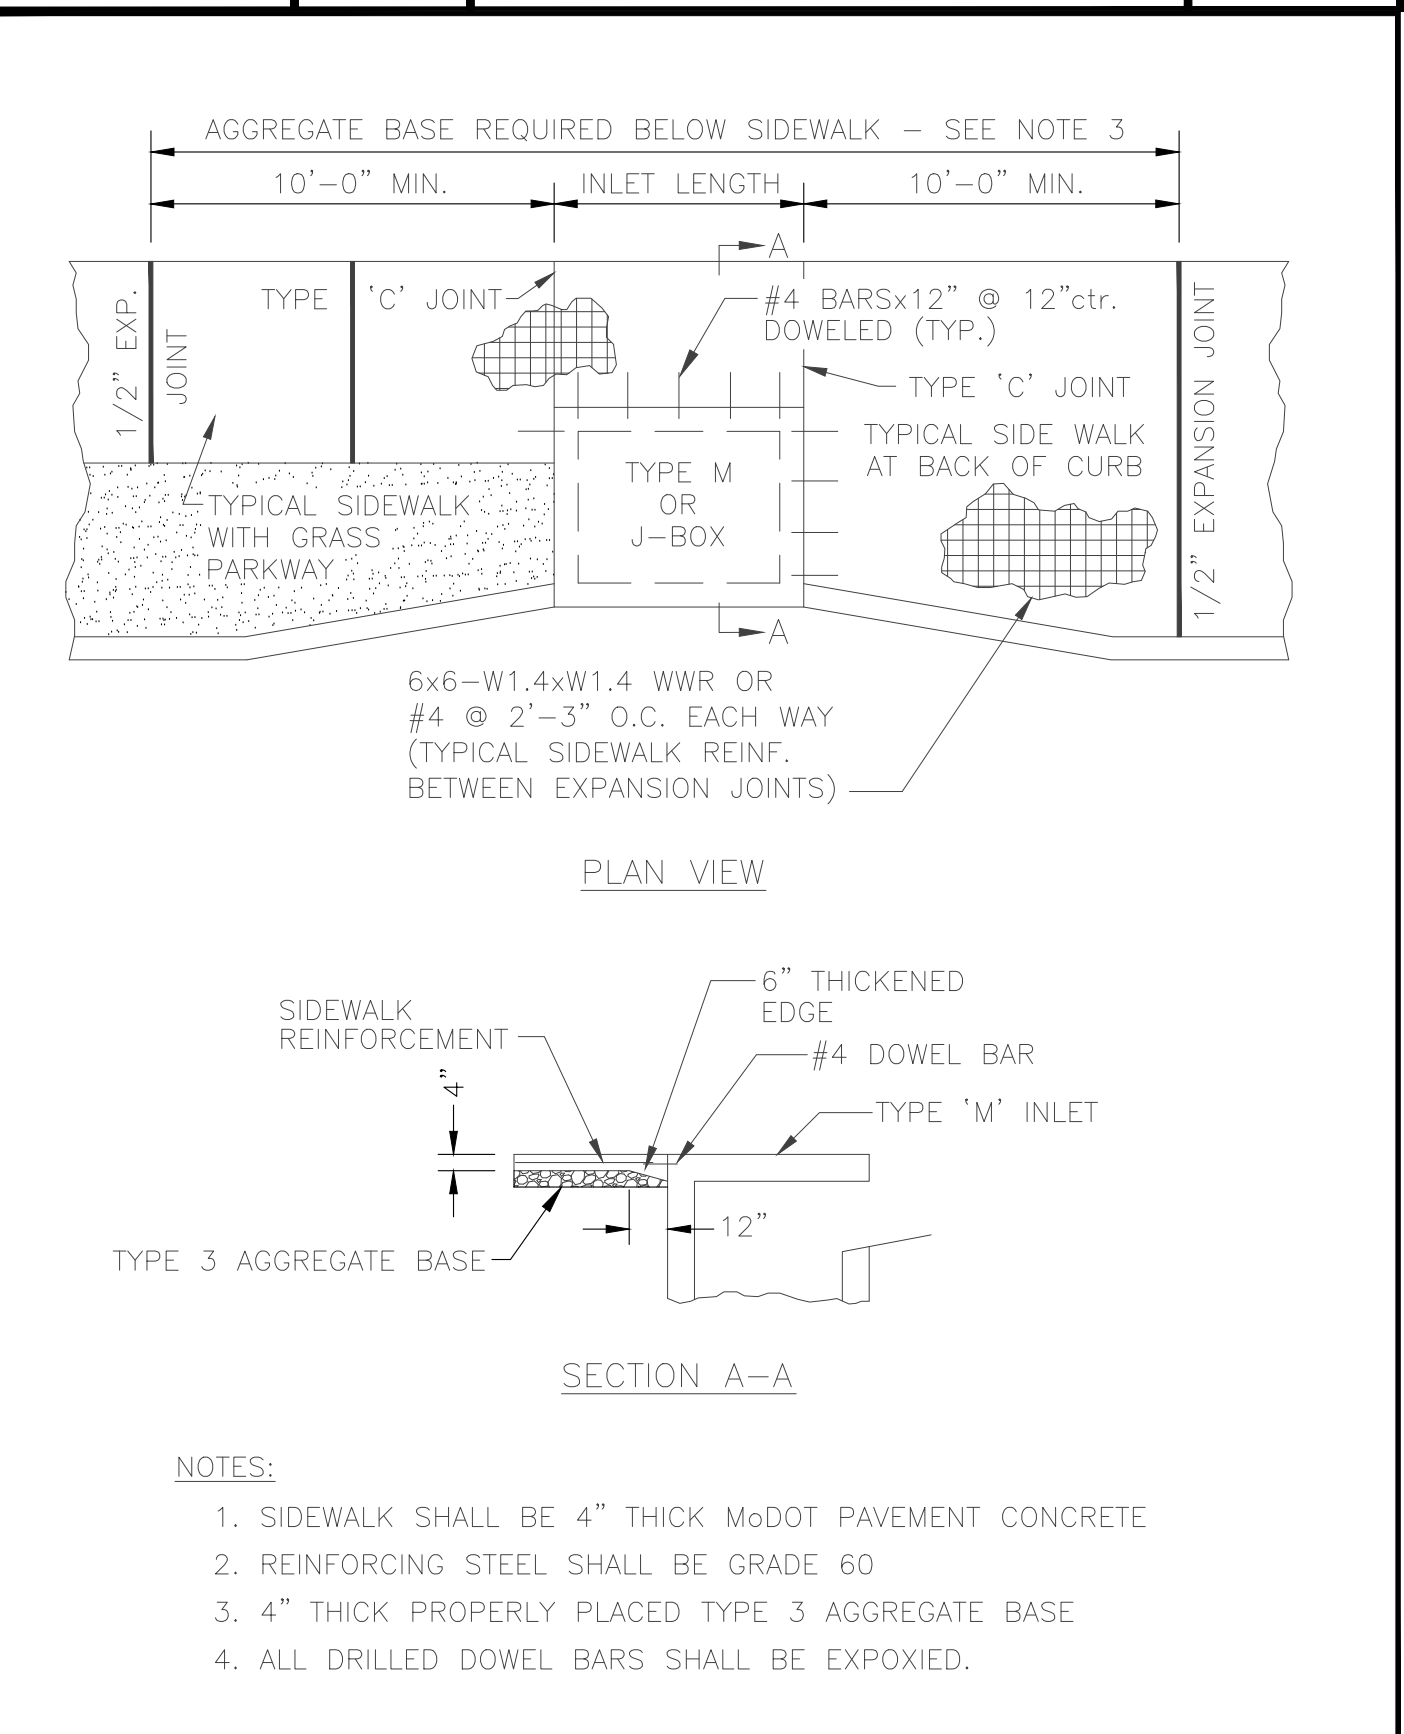 AGGREGATE BASE REQUIRED BELOW SIDEWALK – SEE NOTE 3
10'–0" MIN.
INLET LENGTH
10'–0" MIN.
A
1/2" EXP.
JOINT
TYPE 'C' JOINT
#4 BARSx12" @ 12"ctr.
DOWELED (TYP.)
TYPE 'C' JOINT
TYPICAL SIDE WALK
AT BACK OF CURB
1/2" EXPANSION JOINT
TYPICAL SIDEWALK
WITH GRASS
PARKWAY
TYPE M
OR
J–BOX
A
6x6–W1.4xW1.4 WWR OR
#4 @ 2'–3" O.C. EACH WAY
(TYPICAL SIDEWALK REINF.
BETWEEN EXPANSION JOINTS)
PLAN VIEW
6" THICKENED
EDGE
SIDEWALK
REINFORCEMENT
#4 DOWEL BAR
4"
TYPE 'M' INLET
12"
TYPE 3 AGGREGATE BASE
SECTION A–A
NOTES:
1. SIDEWALK SHALL BE 4" THICK MoDOT PAVEMENT CONCRETE
2. REINFORCING STEEL SHALL BE GRADE 60
3. 4" THICK PROPERLY PLACED TYPE 3 AGGREGATE BASE
4. ALL DRILLED DOWEL BARS SHALL BE EXPOXIED.